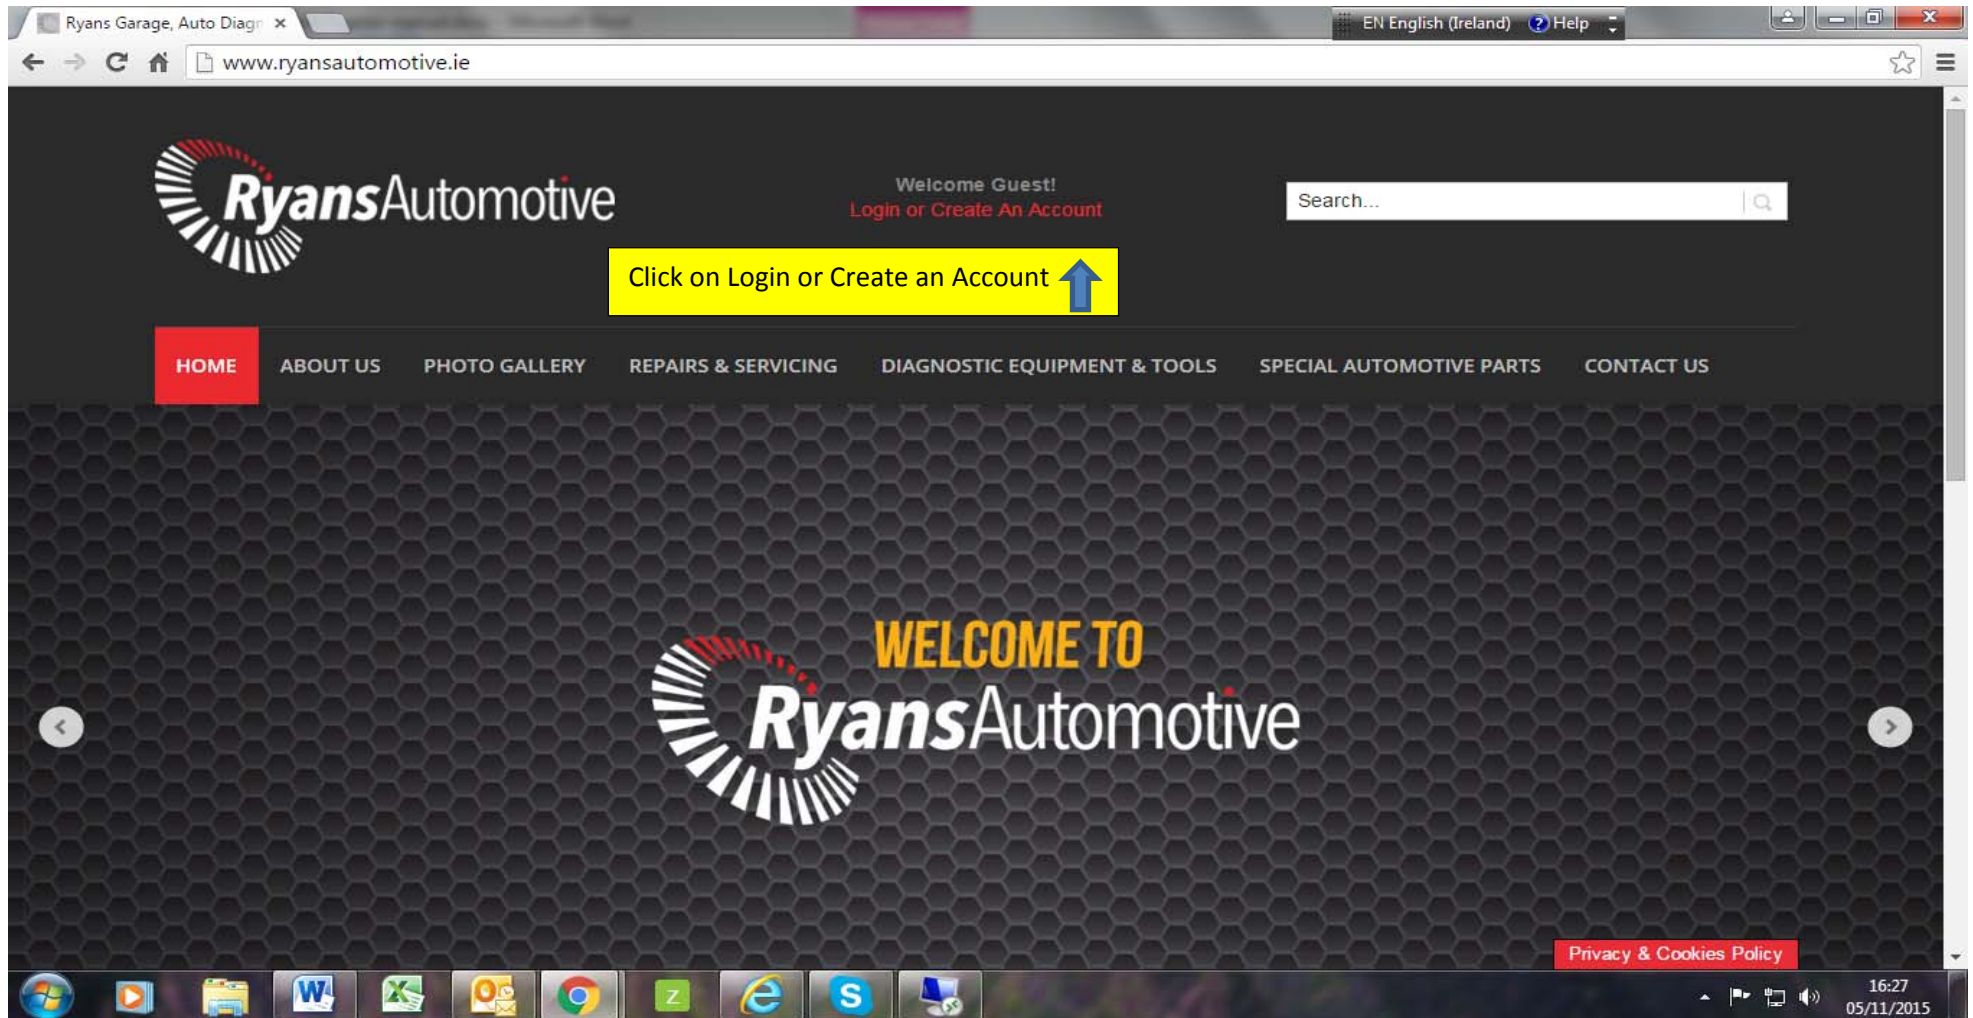 Ryans Garage, Auto Diagn
EN English (Ireland) Help
www.ryansautomotive.ie
RyansAutomotive
Welcome Guest!
Login or Create An Account
Search...
Click on Login or Create an Account
HOME ABOUT US PHOTO GALLERY REPAIRS & SERVICING DIAGNOSTIC EQUIPMENT & TOOLS SPECIAL AUTOMOTIVE PARTS CONTACT US
WELCOME TO
RyansAutomotive
Privacy & Cookies Policy
16:27
05/11/2015